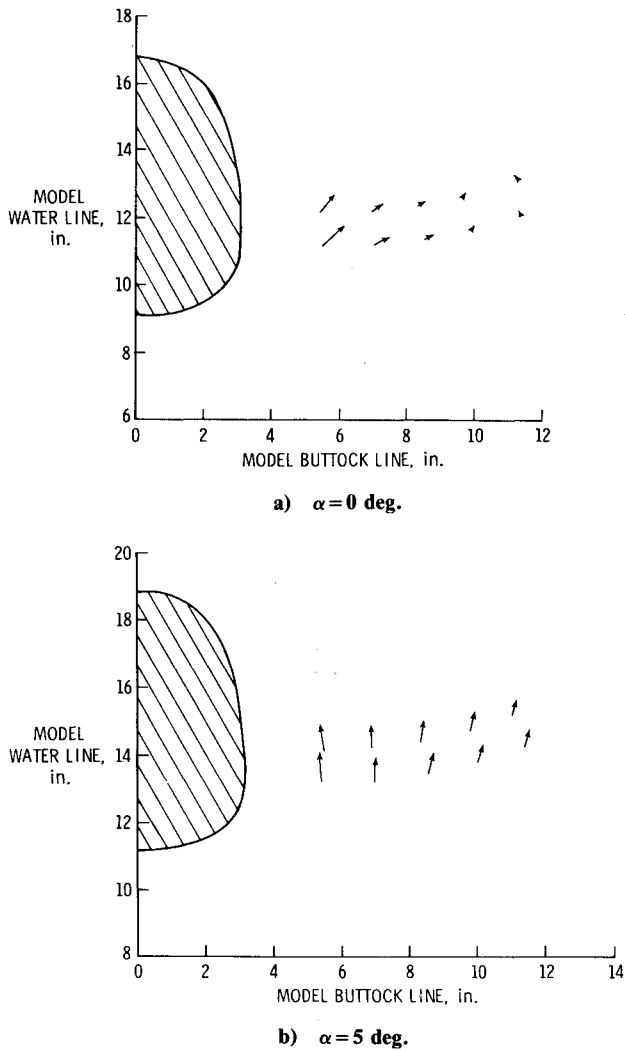 18
16
14
MODEL
WATER LINE,
in.
12
10
8
6
0
2
4
6
8
10
12
MODEL BUTTOCK LINE, in.
a) α=0 deg.
20
18
16
MODEL
WATER LINE,
in.
14
12
10
8
0
2
4
6
8
10
12
14
MODEL BUTTOCK LINE, in.
b) α=5 deg.